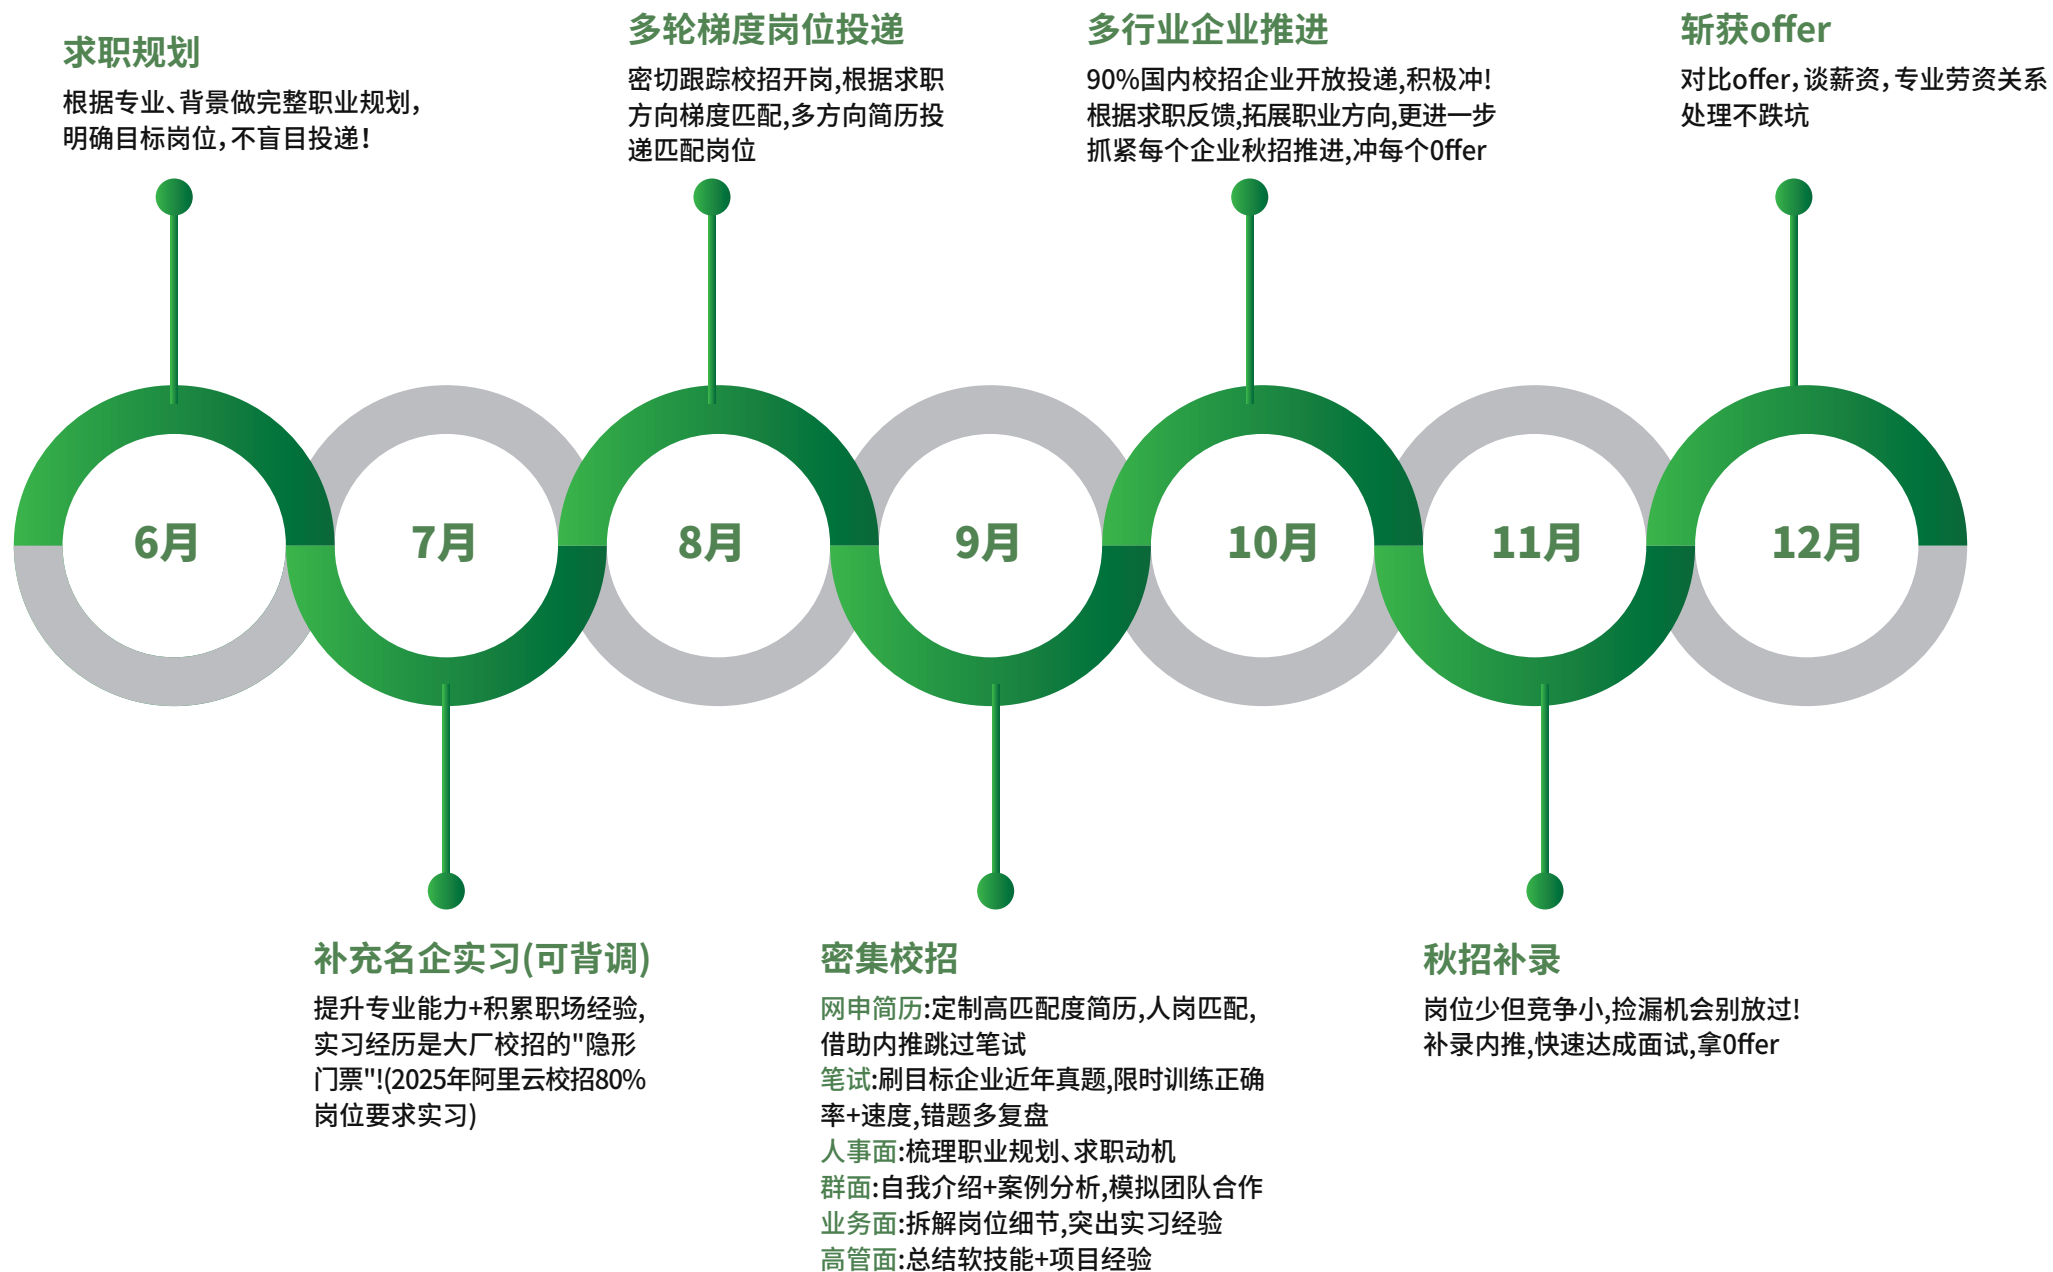 求职规划
根据专业、背景做完整职业规划，
明确目标岗位，不盲目投递！
多轮梯度岗位投递
密切跟踪校招开岗,根据求职
方向梯度匹配,多方向简历投
递匹配岗位
多行业企业推进
90%国内校招企业开放投递,积极冲!
根据求职反馈,拓展职业方向,更进一步
抓紧每个企业秋招推进,冲每个0ffer
斩获offer
对比offer，谈薪资，专业劳资关系
处理不跌坑
6月
7月
8月
9月
10月
11月
12月
补充名企实习(可背调)
提升专业能力+积累职场经验,
实习经历是大厂校招的"隐形
门票"!(2025年阿里云校招80%
岗位要求实习)
密集校招
网申简历:定制高匹配度简历,人岗匹配,
借助内推跳过笔试
笔试:刷目标企业近年真题,限时训练正确
率+速度,错题多复盘
人事面:梳理职业规划、求职动机
群面:自我介绍+案例分析,模拟团队合作
业务面:拆解岗位细节,突出实习经验
高管面:总结软技能+项目经验
秋招补录
岗位少但竞争小,捡漏机会别放过!
补录内推,快速达成面试,拿0ffer